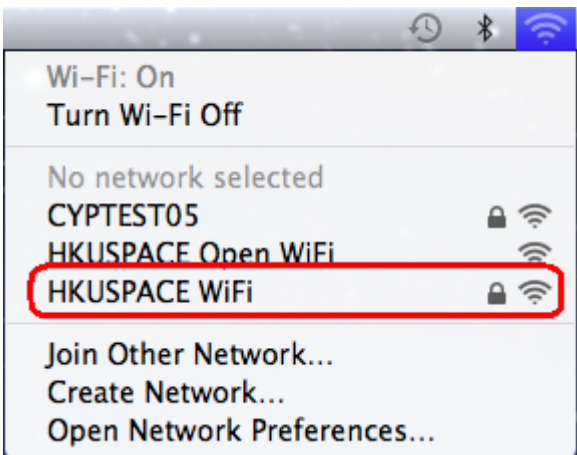 Wi-Fi: On
Turn Wi-Fi Off
No network selected
CYPTEST05
HKUSPACE Open WiFi
HKUSPACE WiFi
Join Other Network...
Create Network...
Open Network Preferences...